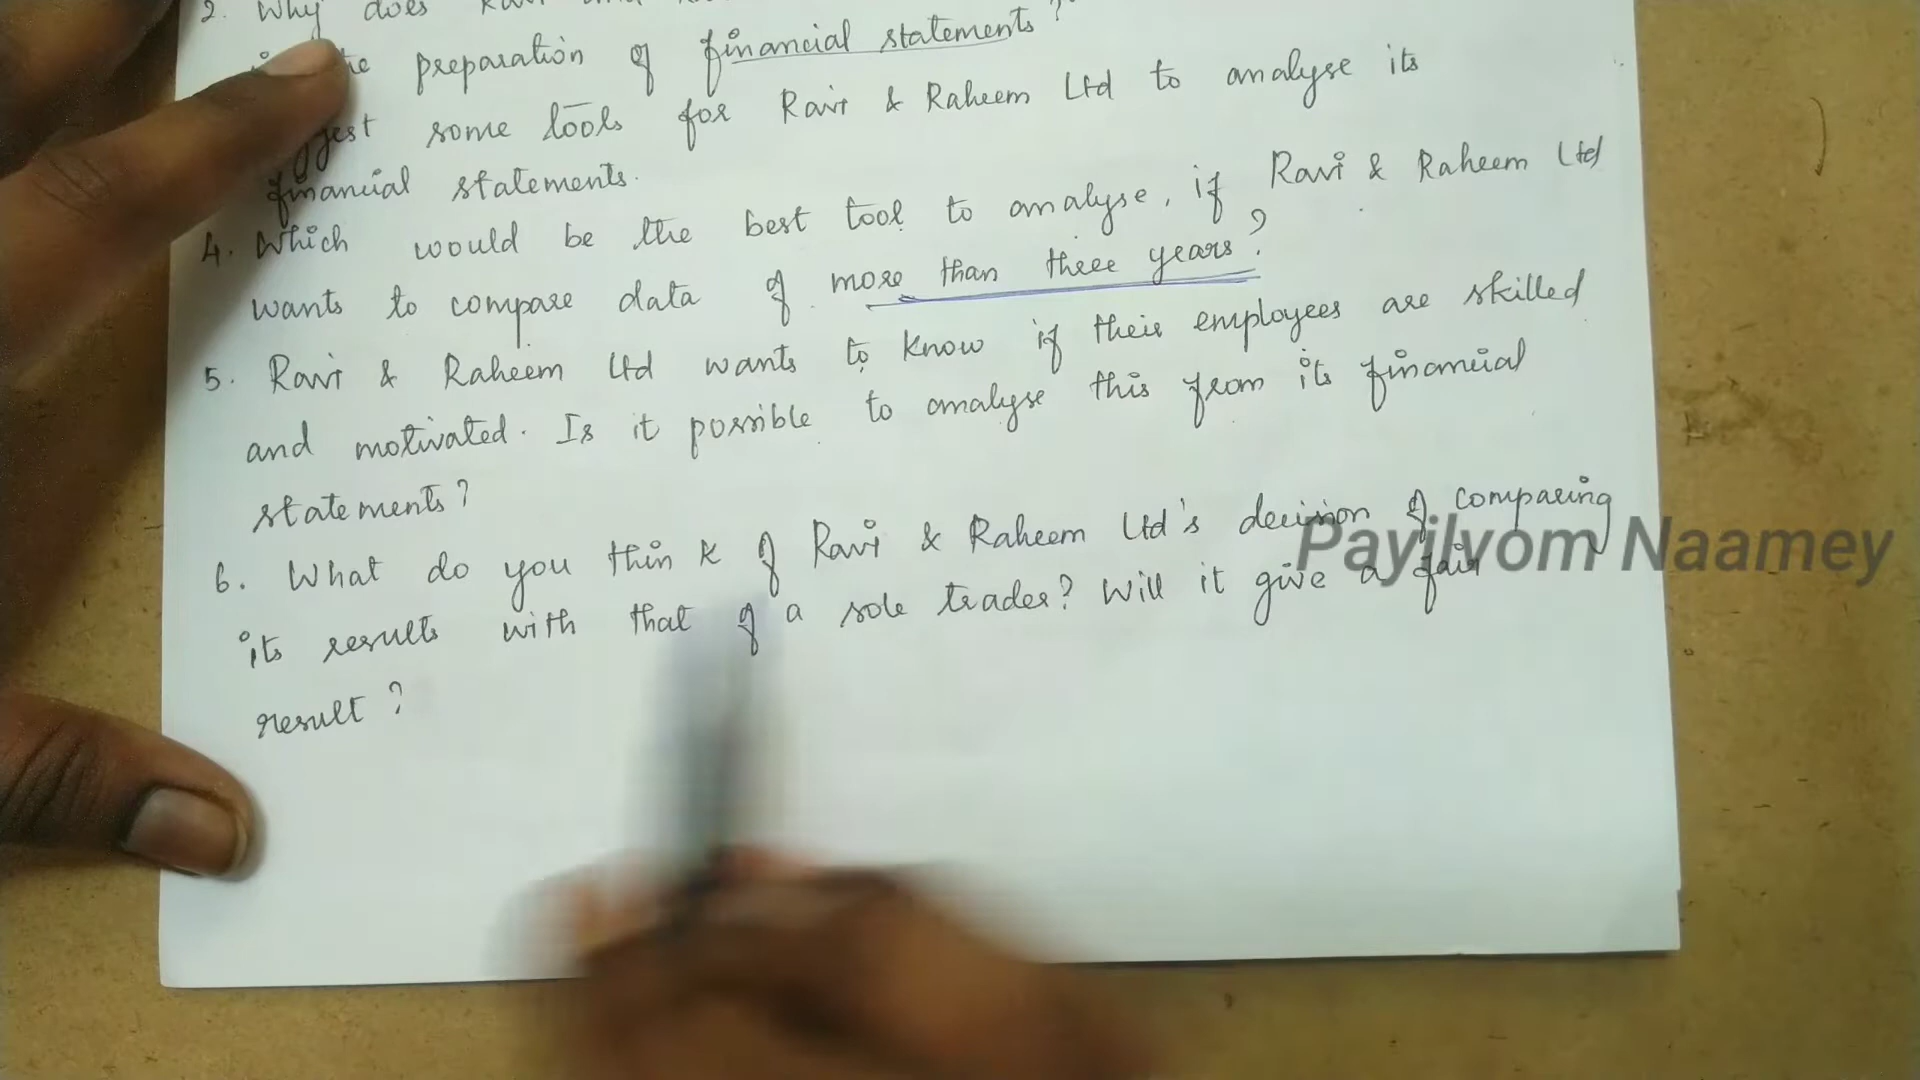 2. Why does
preparation of financial statements?
some tools for Ravi & Raheem Ltd to analyse its
financial statements.
4. Which would be the best tool to analyse, if Ravi & Raheem Ltd
wants to compare data of more than three years?
5. Ravi & Raheem Ltd wants to know if their employees are skilled
and motivated. Is it possible to analyse this from its financial
statements?
6. What do you think of Ravi & Raheem Ltd's decision of comparing
its results with that of a sole trader? Will it give a fair
result?
Payilvom Naamey